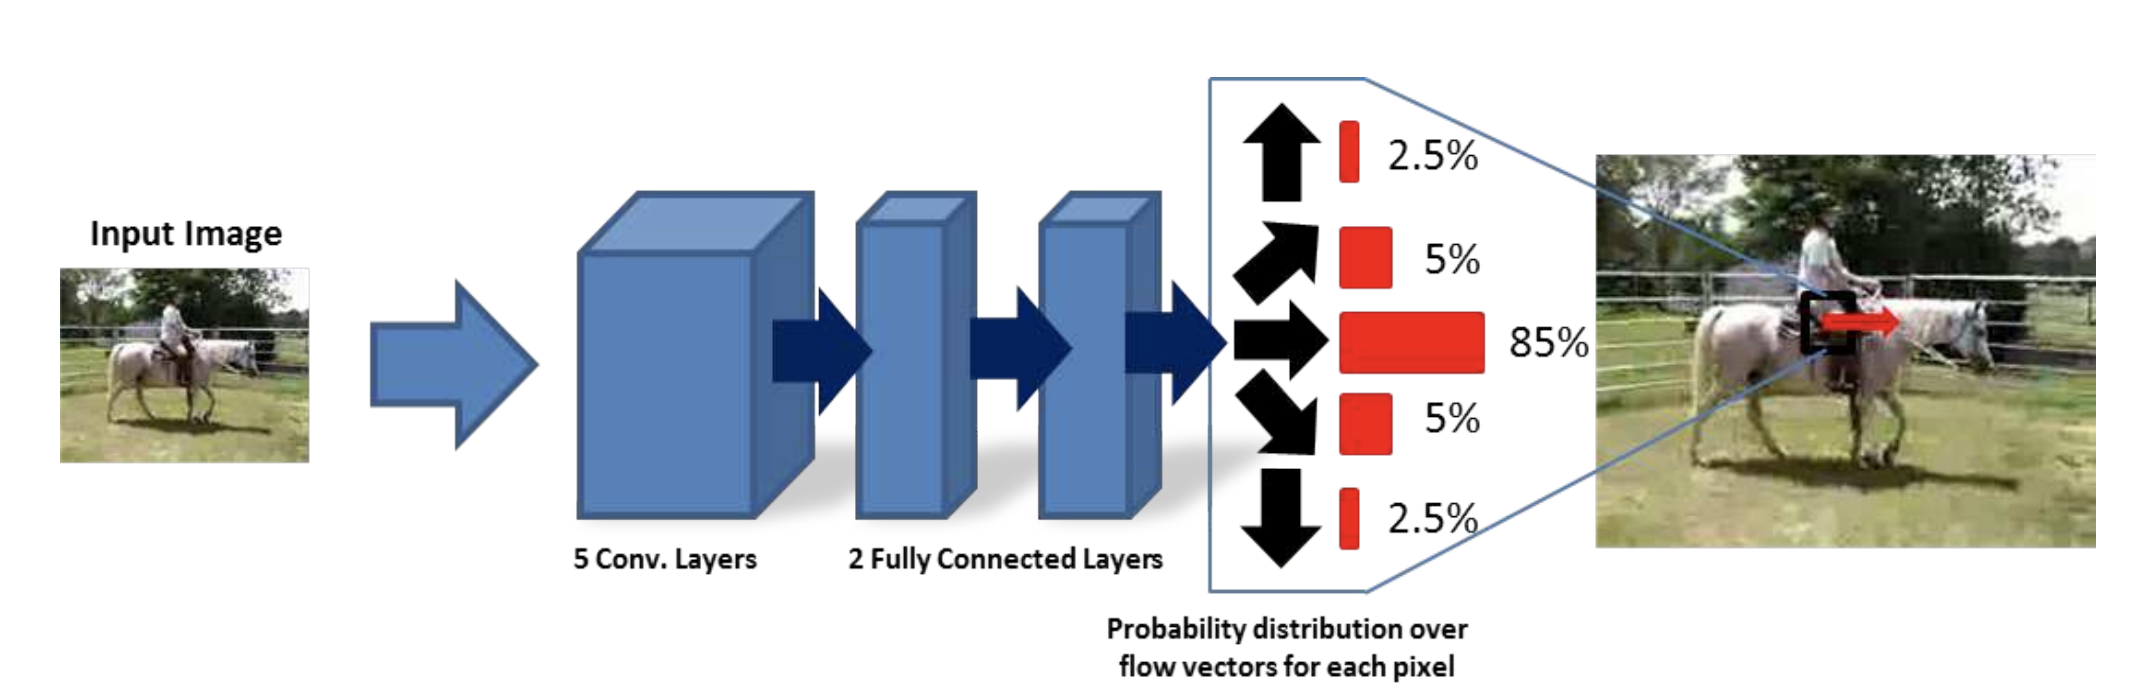 Input Image
5 Conv. Layers
2 Fully Connected Layers
2.5%
5%
85%
5%
2.5%
Probability distribution over
flow vectors for each pixel